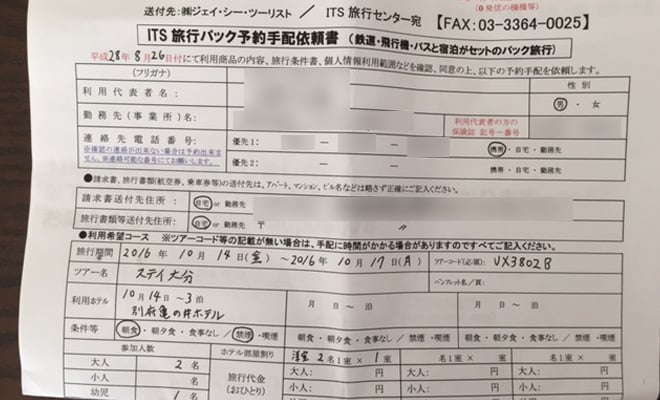 0発信の機種等)
送付先:㈱ジェイ・シー・ツーリスト / ITS 旅行センター宛 【FAX:03-3364-0025】
ITS 旅行パック予約手配依頼書 (鉄道・飛行機・バスと宿泊がセットのパック旅行)
平成28年8月26日付にて利用商品の内容、旅行条件書、個人情報利用範囲などを確認、同意の上、以下の予約手配を依頼します。
(フリガナ) 性別
利用代表者名: 男・女
勤務先(事業所)名: 利用代表者の方の
保険証 記号-番号
連絡先電話番号: 優先1: - - 携帯・自宅・勤務先
※確認の連絡が出来ない場合は予約出来ま
せん。※連絡可能な番号にてお願いします。
優先2: - - 携帯・自宅・勤務先
●請求書、旅行書類(航空券、乗車券等)の送付先は、アパート、マンション、ビル名などは略さず正確にご記入ください。
請求書送付先住所: 自宅 or 勤務先
旅行書類等送付先住所: 自宅 or 勤務先 〒 〃
●利用希望コース ※ツアーコード等の記載が無い場合は、手配に時間がかかる場合がありますのですべてご記入ください。
旅行期間 2016年10月14日(金)~2016年10月17日(月) ツアーコード(必須): VX3802B
ツアー名 ステイ大分 パンフレット名/頁:
利用ホテル 10月14日~3泊 月 日~ 泊 月 日~ 泊
別府亀の井ホテル
条件等 朝食・朝夕食・食事なし / 禁煙・喫煙 朝食・朝夕食・食事なし / 禁煙・喫煙 朝食・朝夕食・食事なし / 禁煙・喫煙
参加人数 ホテル部屋割り 洋室2名1室×1室 名1室× 室 名1室× 室
大人 2名 旅行代金 大人: 円 大人: 円 大人: 円
小人 名 (おひとり) 小人: 円 小人: 円 小人: 円
幼児 1名